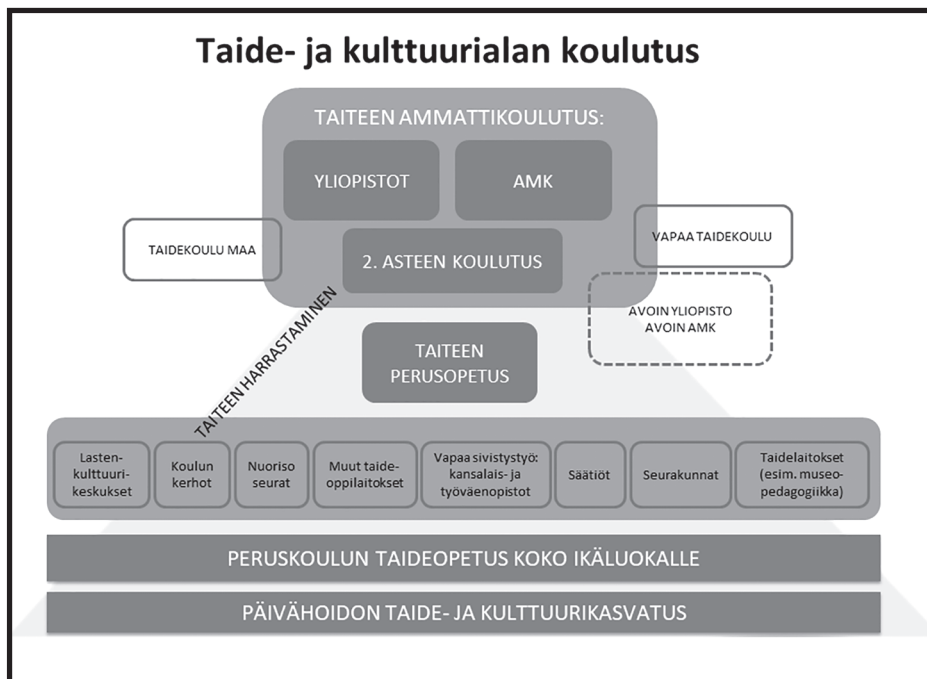 Taide- ja kulttuurialan koulutus
TAITEEN AMMATTIKOULUTUS:
YLIOPISTOT
AMK
TAIDEKOULU MAA
2. ASTEEN KOULUTUS
VAPAA TAIDEKOULU
AVOIN YLIOPISTO
AVOIN AMK
TAITEEN HARRASTAMINEN
TAITEEN
PERUSOPETUS
Lasten-
kulttuuri-
keskukset
Koulun
kerhot
Nuoriso
seurat
Muut taide-
oppilaitokset
Vapaa sivistystyö:
kansalais- ja
työväenopistot
Säätiöt
Seurakunnat
Taidelaitokset
(esim. museo-
pedagogiikka)
PERUSKOULUN TAIDEOPETUS KOKO IKÄLUOKALLE
PÄIVÄHOIDON TAIDE- JA KULTTUURIKASVATUS